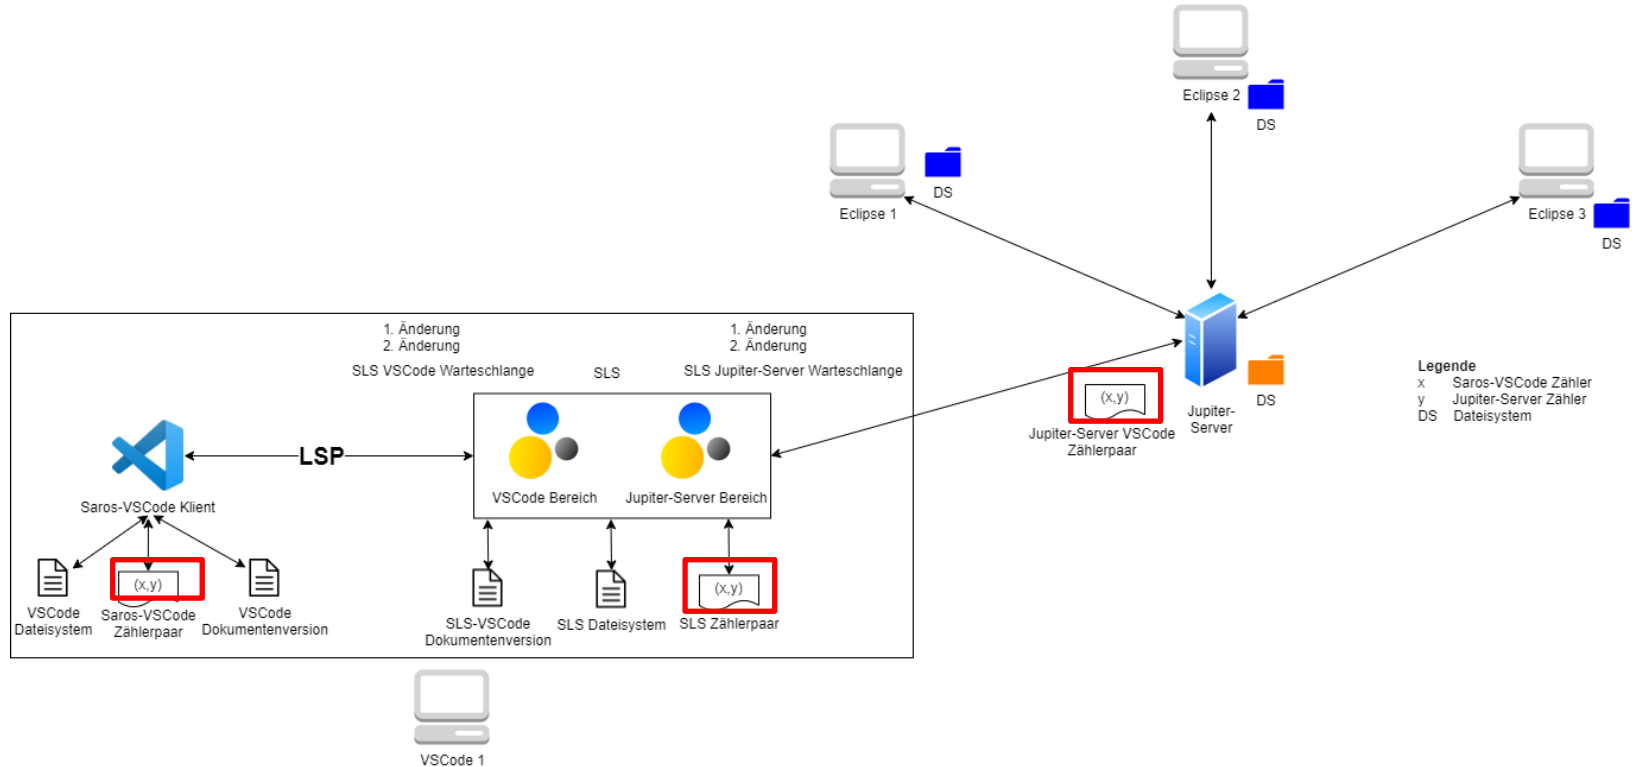 Eclipse 2
DS
DS
Eclipse 1
Eclipse 3
DS
1. Änderung
2. Änderung
SLS VSCode Warteschlange
SLS
1. Änderung
2. Änderung
SLS Jupiter-Server Warteschlange
Legende
x Saros-VSCode Zähler
y Jupiter-Server Zähler
DS Dateisystem
(x,y)
DS
Jupiter-
Server
Jupiter-Server VSCode
Zählerpaar
LSP
VSCode Bereich
Jupiter-Server Bereich
Saros-VSCode Klient
(x,y)
(x,y)
VSCode
Dateisystem
Saros-VSCode
Zählerpaar
VSCode
Dokumentenversion
SLS-VSCode
Dokumentenversion
SLS Dateisystem
SLS Zählerpaar
VSCode 1